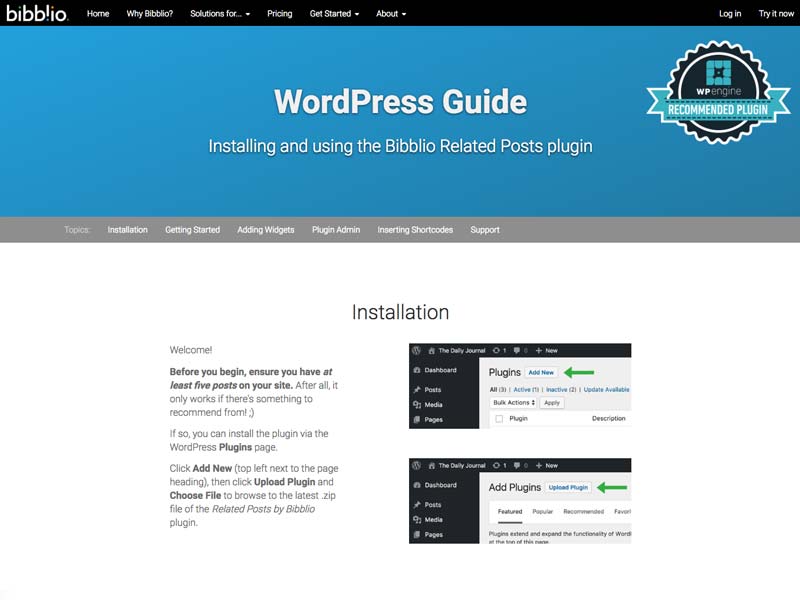 bibblio
Home Why Bibblio? Solutions for... Pricing Get Started About Log in Try it now
WPengine
RECOMMENDED PLUGIN
WordPress Guide
Installing and using the Bibblio Related Posts plugin
Topics: Installation Getting Started Adding Widgets Plugin Admin Inserting Shortcodes Support
Installation
Welcome!
Before you begin, ensure you have at
least five posts on your site. After all, it
only works if there's something to
recommend from! ;)
If so, you can install the plugin via the
WordPress Plugins page.
Click Add New (top left next to the page
heading), then click Upload Plugin and
Choose File to browse to the latest .zip
file of the Related Posts by Bibblio
plugin.
The Daily Journal 1 0 + New
Dashboard
Posts
Media
Pages
Plugins Add New
All (3) | Active (1) | Inactive (2) | Update Available
Bulk Actions Apply
Plugin Description
The Daily Journal 1 0 + New
Dashboard
Posts
Media
Pages
Add Plugins Upload Plugin
Featured Popular Recommended Favori
Plugins extend and expand the functionality of Word
at the top of this page.